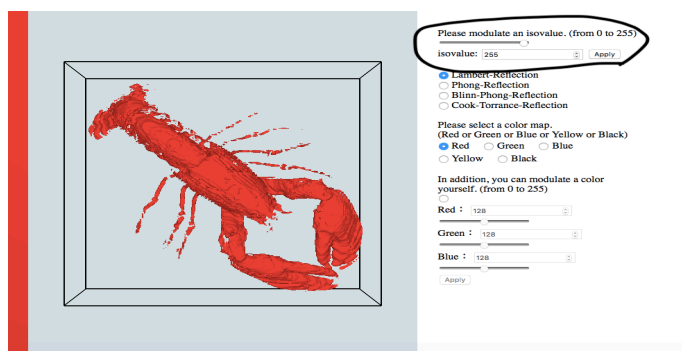 Please modulate an isovalue. (from 0 to 255)
isovalue: 255 Apply
Lambert-Reflection
Phong-Reflection
Blinn-Phong-Reflection
Cook-Torrance-Reflection
Please select a color map.
(Red or Green or Blue or Yellow or Black)
Red Green Blue
Yellow Black
In addition, you can modulate a color
yourself. (from 0 to 255)
Red : 128
Green : 128
Blue : 128
Apply